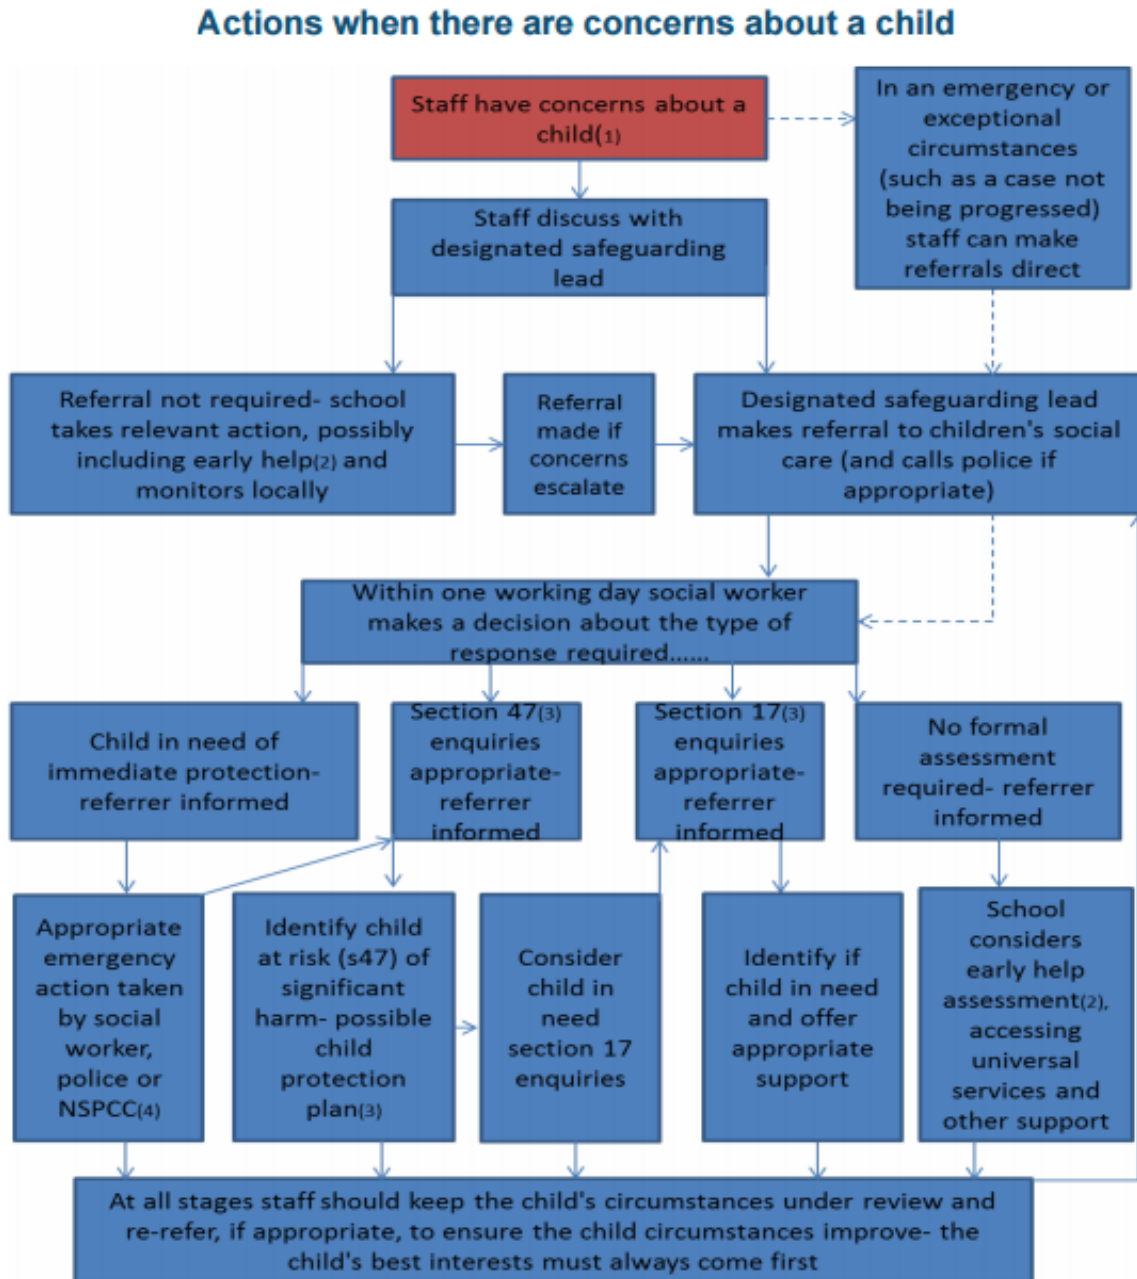 Actions when there are concerns about a child
Staff have concerns about a
child(1)
In an emergency or
exceptional
circumstances
(such as a case not
being progressed)
staff can make
referrals direct
Staff discuss with
designated safeguarding
lead
Referral not required- school
takes relevant action, possibly
including early help(2) and
monitors locally
Referral
made if
concerns
escalate
Designated safeguarding lead
makes referral to children's social
care (and calls police if
appropriate)
Within one working day social worker
makes a decision about the type of
response required......
Child in need of
immediate protection-
referrer informed
Section 47(3)
enquiries
appropriate-
referrer
informed
Section 17(3)
enquiries
appropriate-
referrer
informed
No formal
assessment
required- referrer
informed
Appropriate
emergency
action taken
by social
worker,
police or
NSPCC(4)
Identify child
at risk (s47) of
significant
harm- possible
child
protection
plan(3)
Consider
child in
need
section 17
enquiries
Identify if
child in need
and offer
appropriate
support
School
considers
early help
assessment(2),
accessing
universal
services and
other support
At all stages staff should keep the child's circumstances under review and
re-refer, if appropriate, to ensure the child circumstances improve- the
child's best interests must always come first